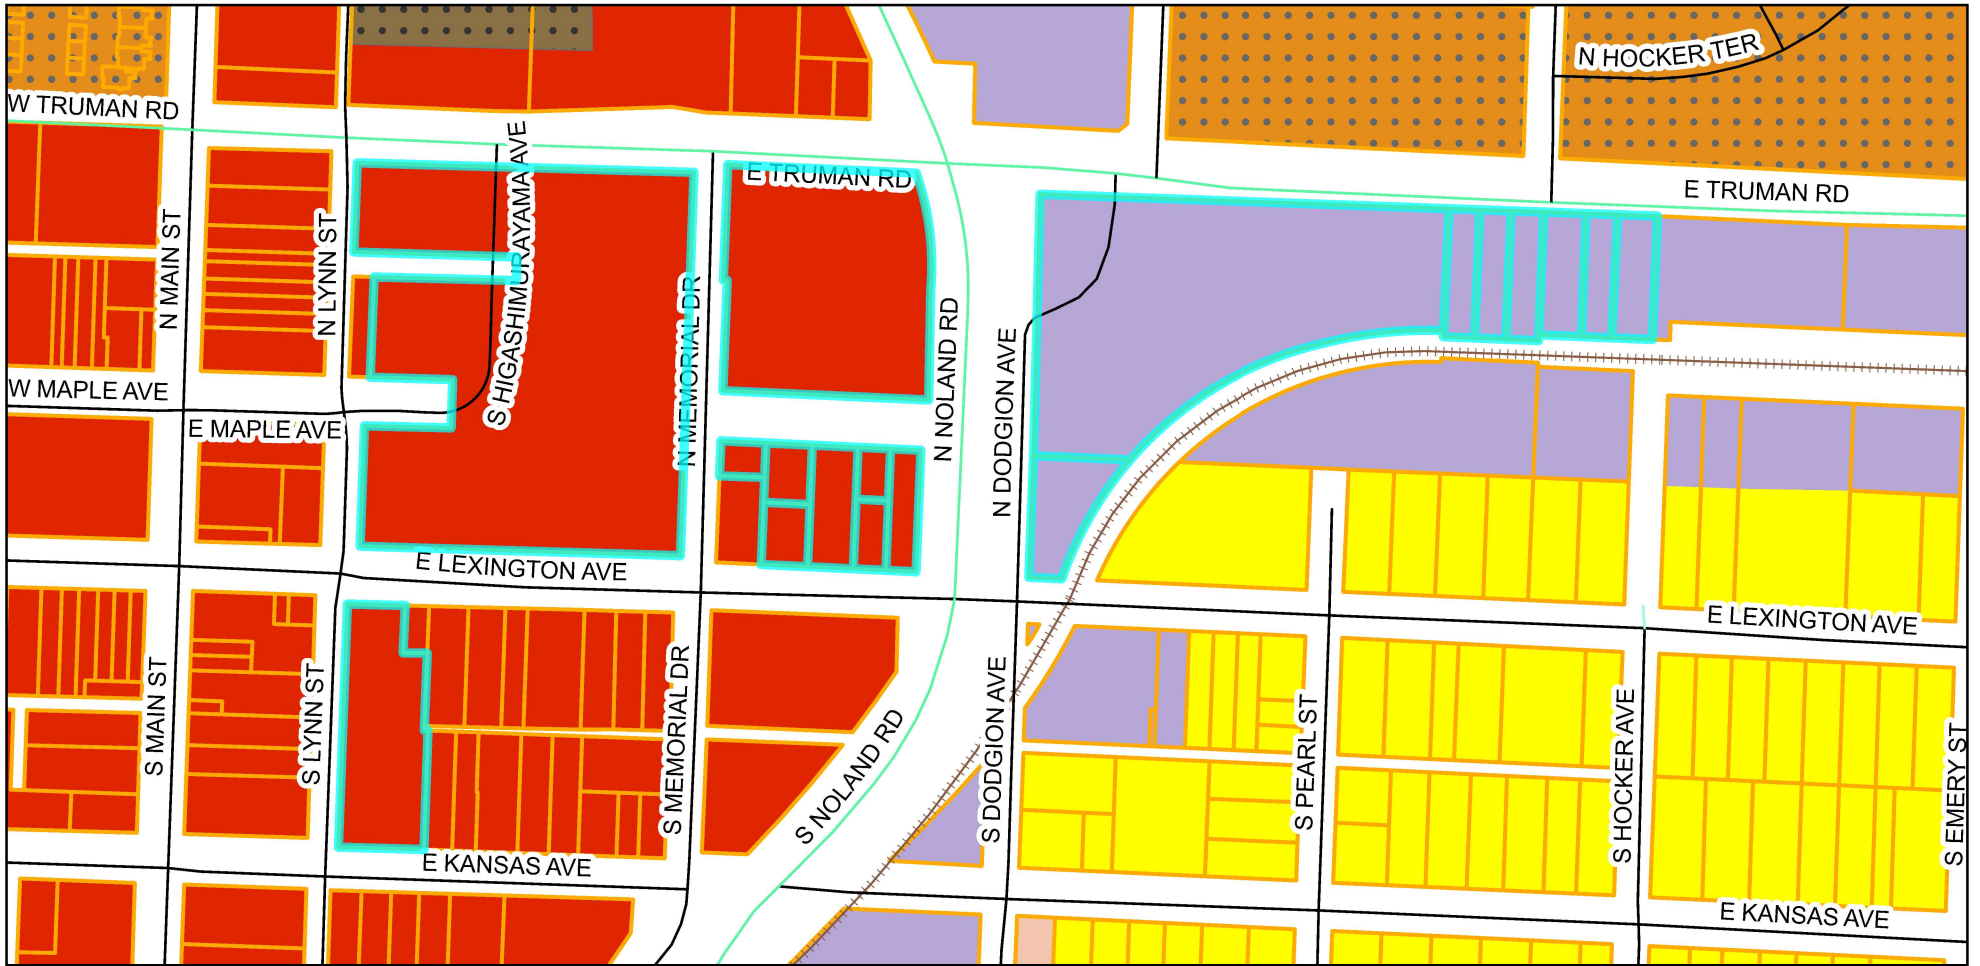 N HOCKER TER
W TRUMAN RD
E TRUMAN RD
E TRUMAN RD
N MAIN ST
N LYNN ST
S HIGASHIMURAYAMA AVE
N MEMORIAL DR
N NOLAND RD
N DODGION AVE
W MAPLE AVE
E MAPLE AVE
E LEXINGTON AVE
E LEXINGTON AVE
S MAIN ST
S LYNN ST
S MEMORIAL DR
S NOLAND RD
S DODGION AVE
S PEARL ST
S HOCKER AVE
S EMERY ST
E KANSAS AVE
E KANSAS AVE